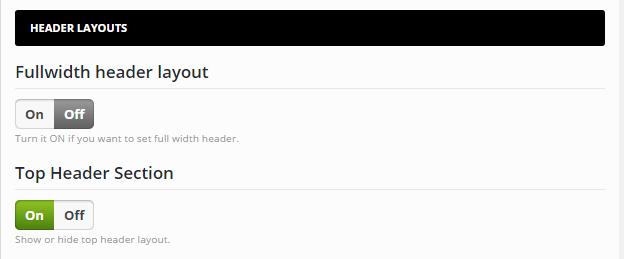 HEADER LAYOUTS
Fullwidth header layout
On Off
Turn it ON if you want to set full width header.
Top Header Section
On Off
Show or hide top header layout.